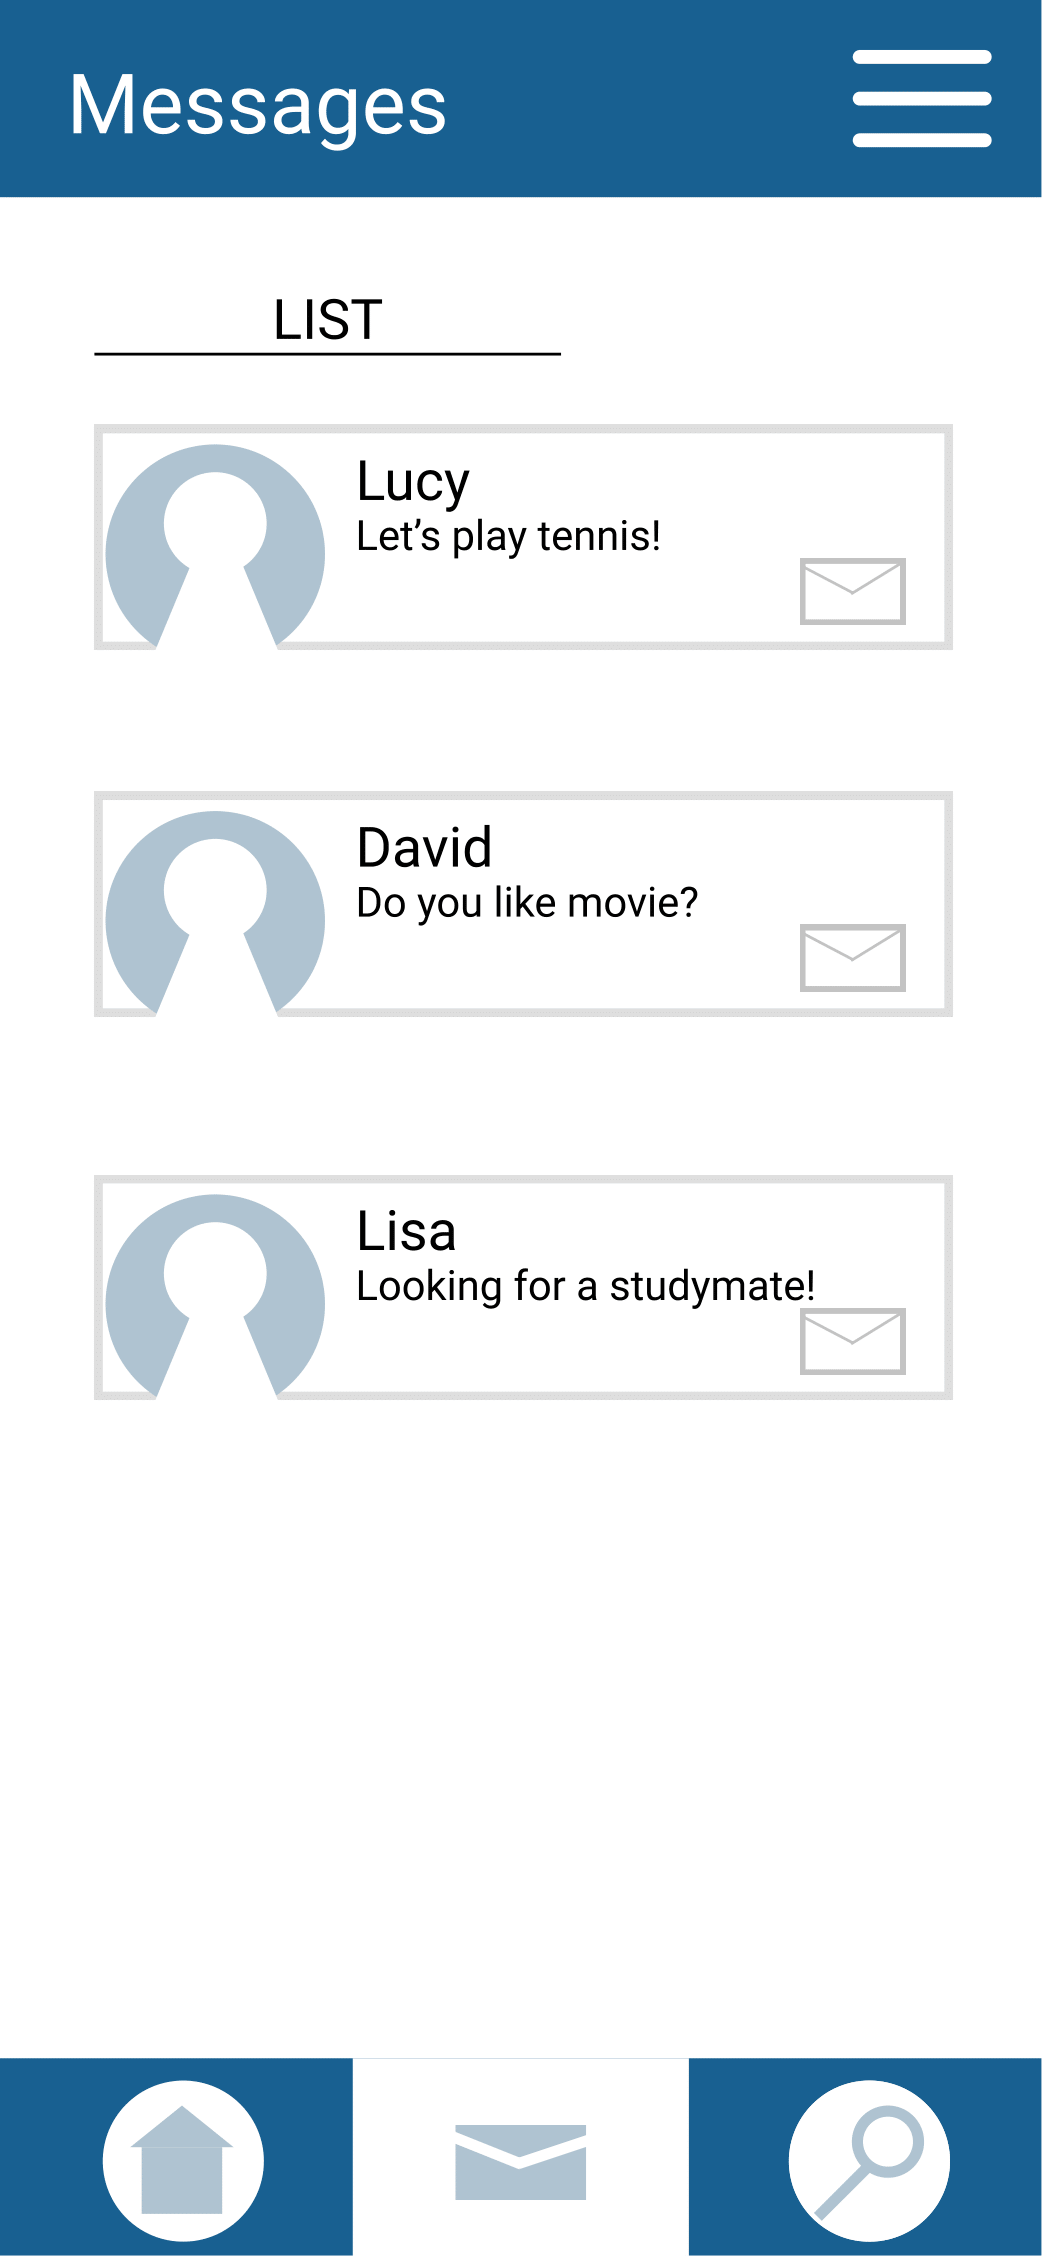 Messages
LIST
Lucy
Let’s play tennis!
David
Do you like movie?
Lisa
Looking for a studymate!